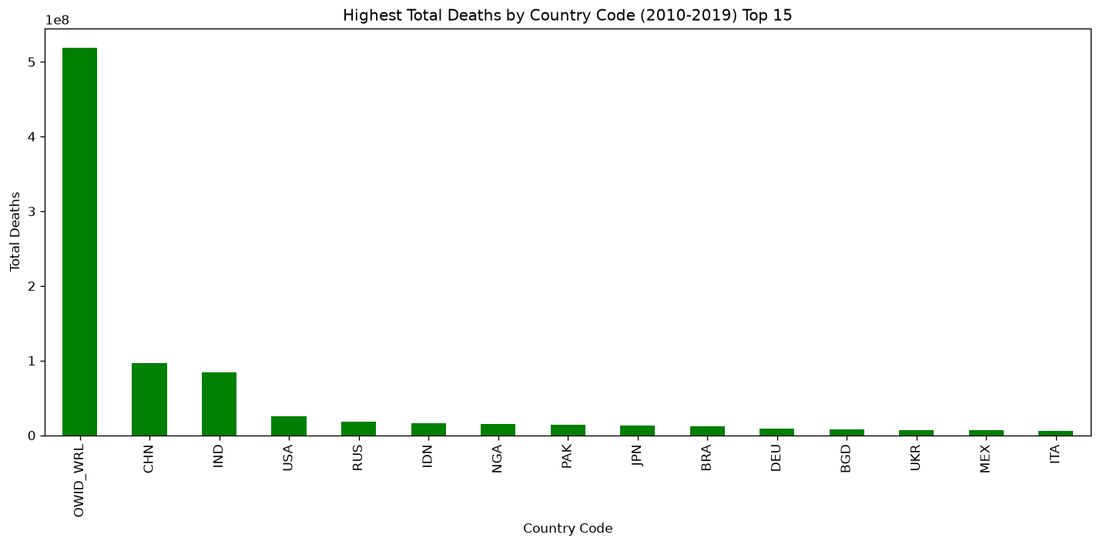 Highest Total Deaths by Country Code (2010-2019) Top 15
1e8
5
4
3
2
1
0
Total Deaths
OWID_WRL
CHN
IND
USA
RUS
IDN
NGA
PAK
JPN
BRA
DEU
BGD
UKR
MEX
ITA
Country Code